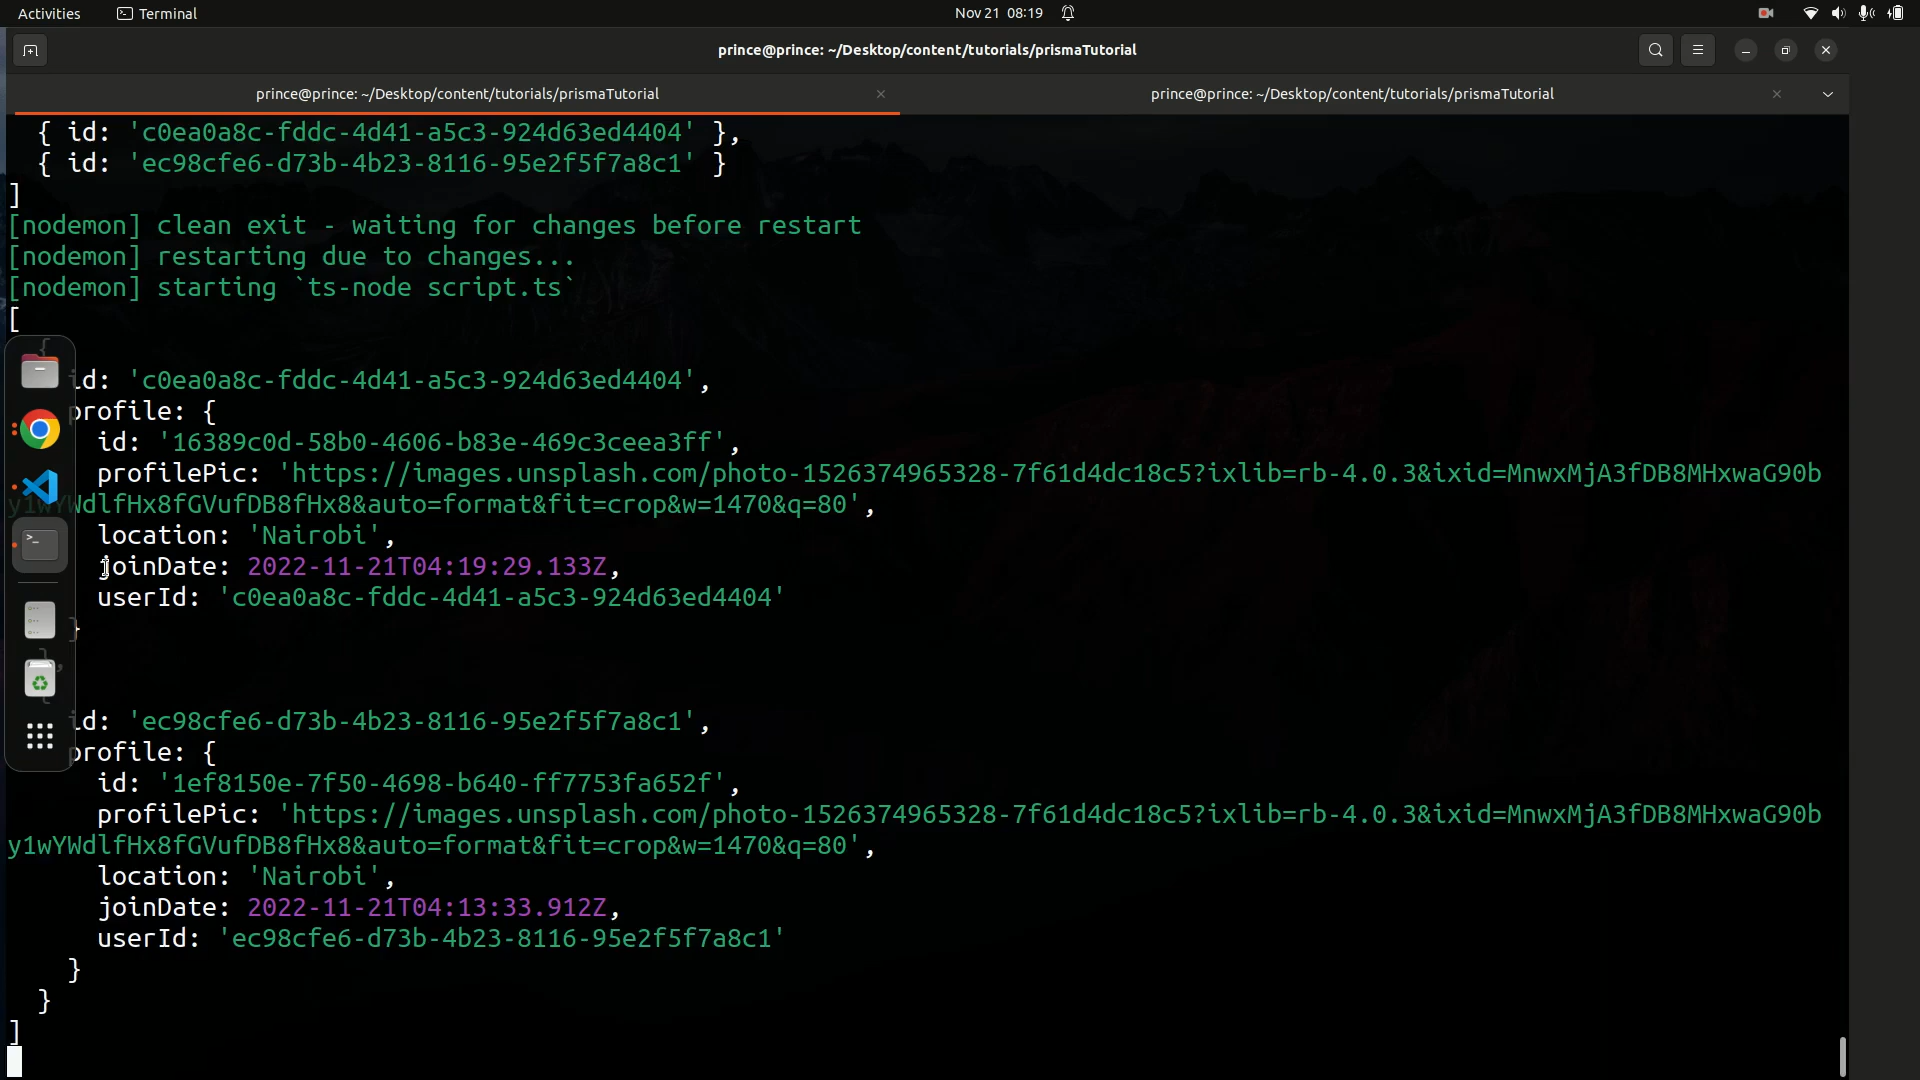 Activities
Terminal
Nov 21 08:19
prince@prince: ~/Desktop/content/tutorials/prismaTutorial
prince@prince: ~/Desktop/content/tutorials/prismaTutorial
prince@prince: ~/Desktop/content/tutorials/prismaTutorial
{ id: 'c0ea0a8c-fddc-4d41-a5c3-924d63ed4404' },
{ id: 'ec98cfe6-d73b-4b23-8116-95e2f5f7a8c1' }
]
[nodemon] clean exit - waiting for changes before restart
[nodemon] restarting due to changes...
[nodemon] starting `ts-node script.ts`
[
{
id: 'c0ea0a8c-fddc-4d41-a5c3-924d63ed4404',
profile: {
id: '16389c0d-58b0-4606-b83e-469c3ceea3ff',
profilePic: 'https://images.unsplash.com/photo-1526374965328-7f61d4dc18c5?ixlib=rb-4.0.3&ixid=MnwxMjA3fDB8MHxwaG90b
y1wYWdlfHx8fGVufDB8fHx8&auto=format&fit=crop&w=1470&q=80',
location: 'Nairobi',
joinDate: 2022-11-21T04:19:29.133Z,
userId: 'c0ea0a8c-fddc-4d41-a5c3-924d63ed4404'
}
},
{
id: 'ec98cfe6-d73b-4b23-8116-95e2f5f7a8c1',
profile: {
id: '1ef8150e-7f50-4698-b640-ff7753fa652f',
profilePic: 'https://images.unsplash.com/photo-1526374965328-7f61d4dc18c5?ixlib=rb-4.0.3&ixid=MnwxMjA3fDB8MHxwaG90b
y1wYWdlfHx8fGVufDB8fHx8&auto=format&fit=crop&w=1470&q=80',
location: 'Nairobi',
joinDate: 2022-11-21T04:13:33.912Z,
userId: 'ec98cfe6-d73b-4b23-8116-95e2f5f7a8c1'
}
}
]